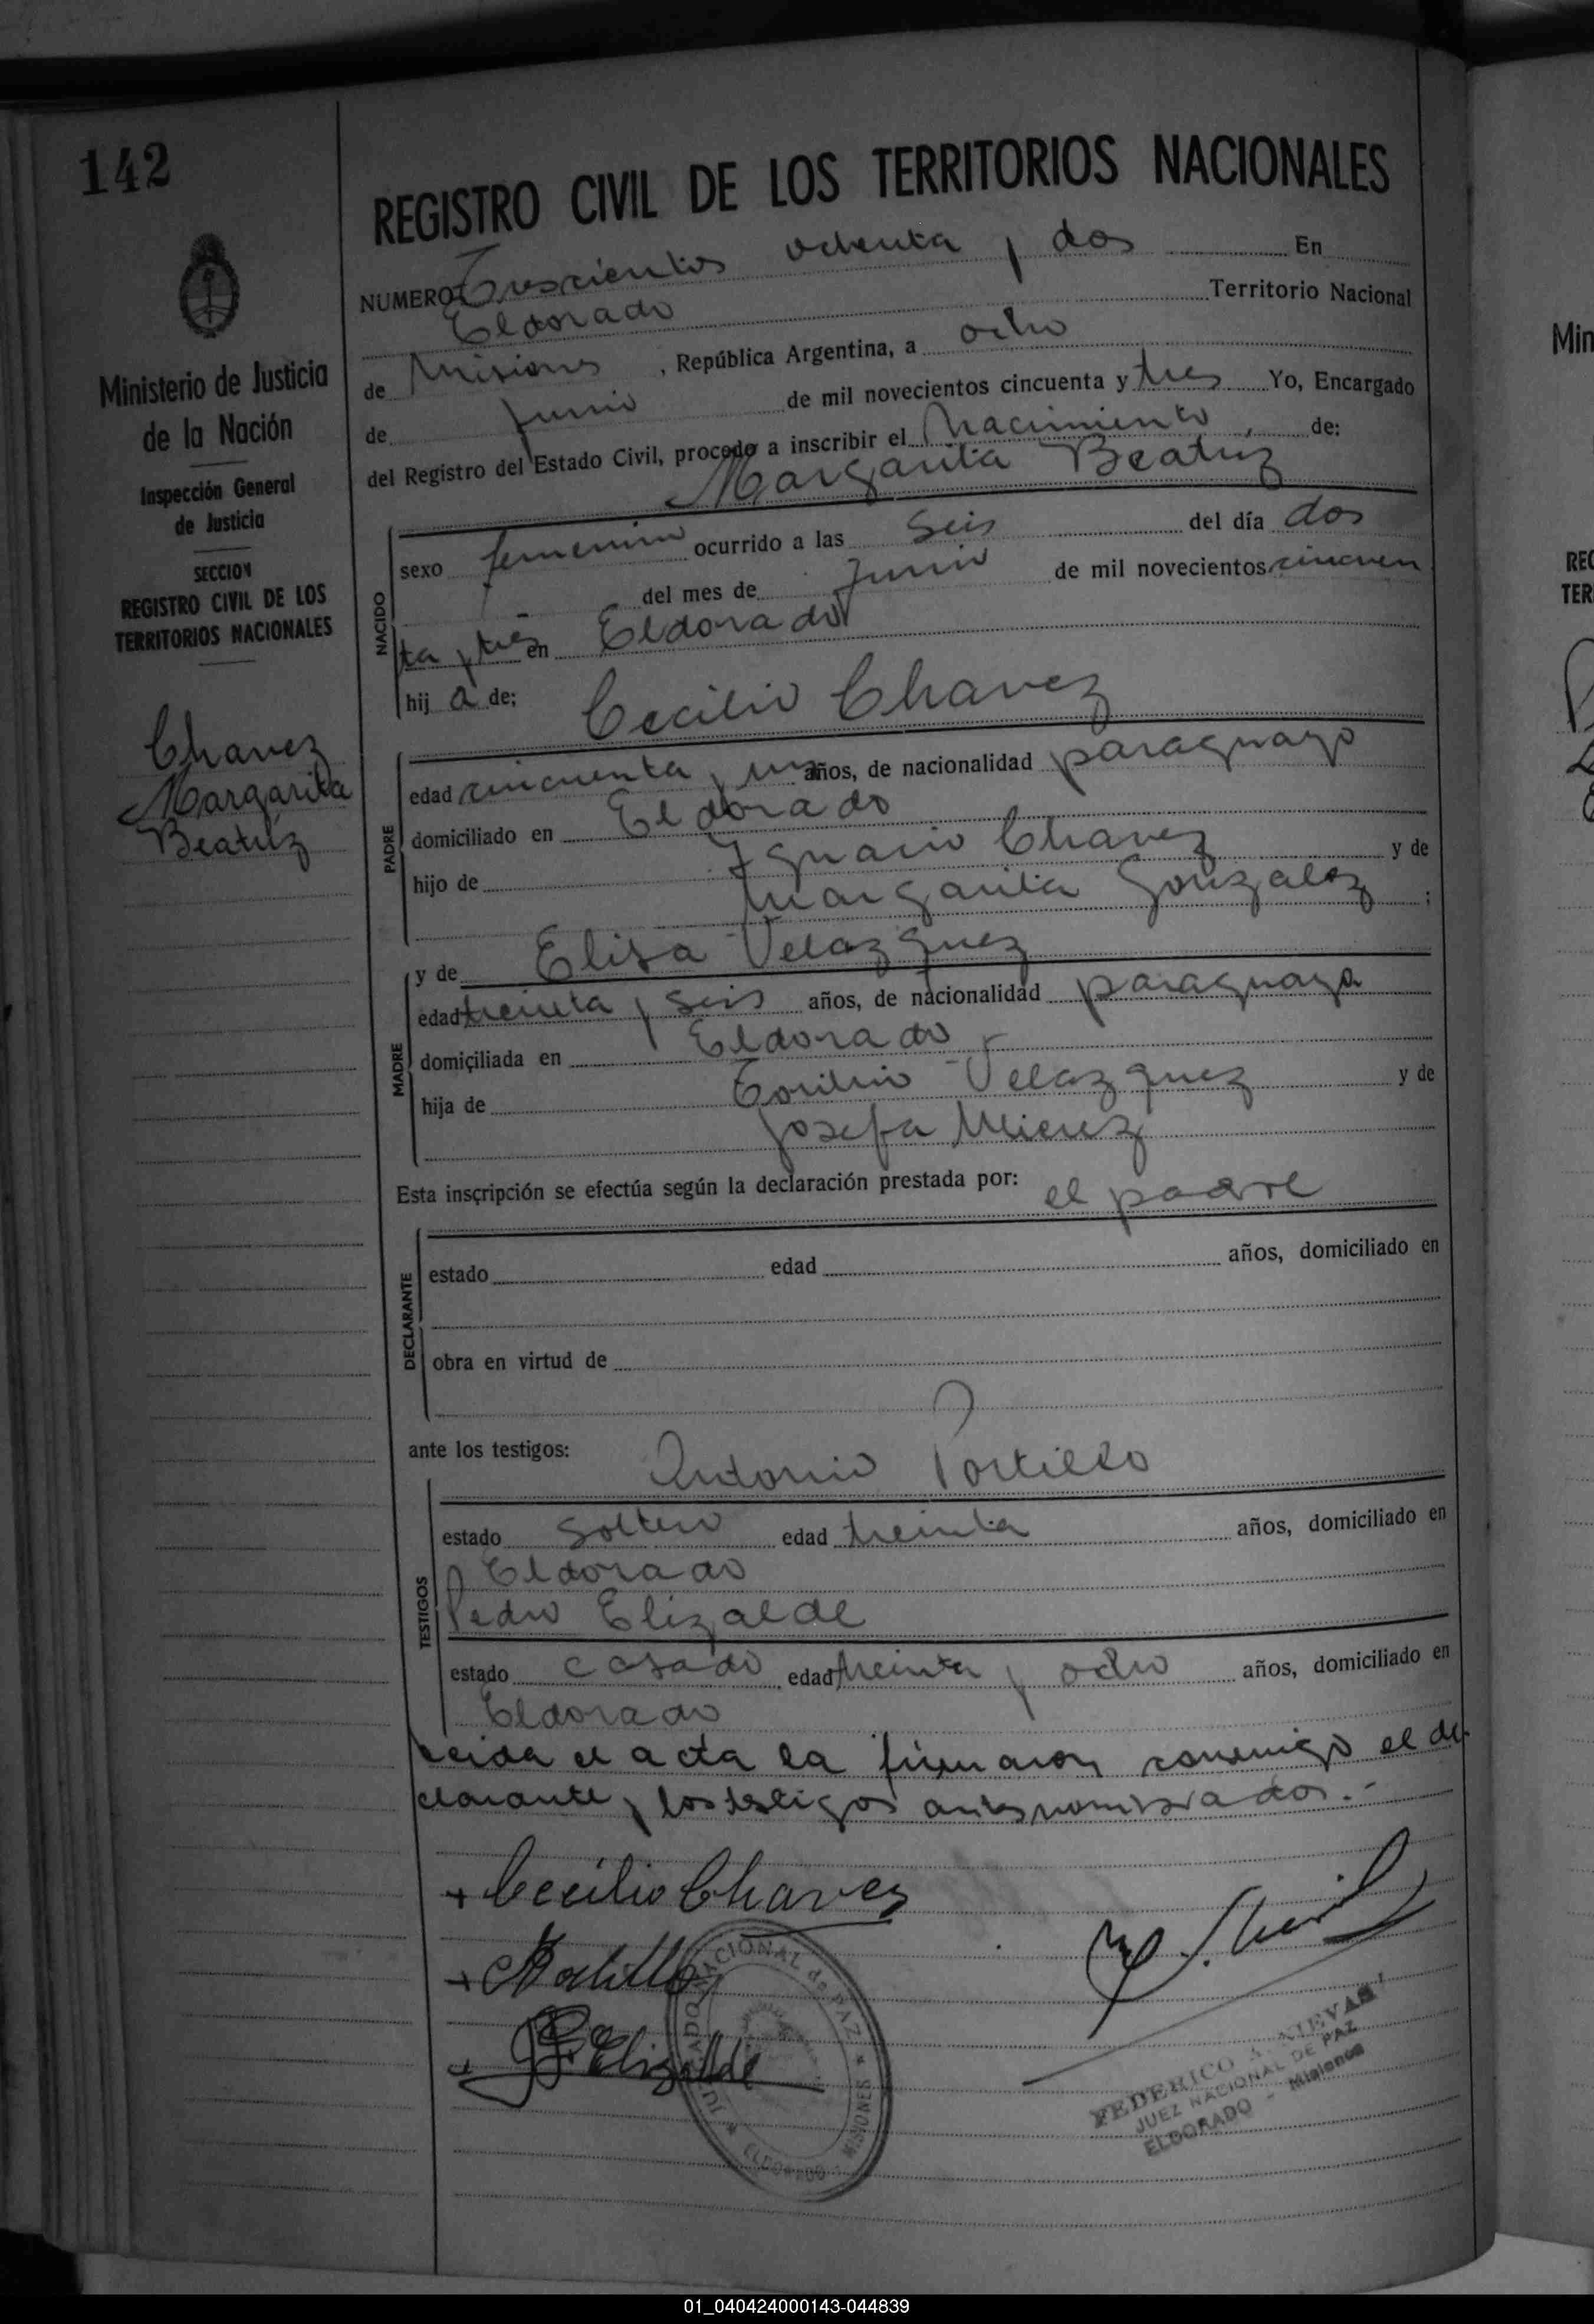 142
REGISTRO CIVIL DE LOS TERRITORIOS NACIONALES
NUMERO Trescientos ochenta y dos En
Eldorado Territorio Nacional
de Misiones, República Argentina, a ocho
de Junio de mil novecientos cincuenta y tres Yo, Encargado
del Registro del Estado Civil, procedo a inscribir el Nacimiento, de:
Margarita Beatriz
Ministerio de Justicia
de la Nación
Inspección General
de Justicia
SECCION
REGISTRO CIVIL DE LOS
TERRITORIOS NACIONALES
Chavez
Margarita
Beatríz
NACIDO
sexo femenino ocurrido a las seis del día dos
del mes de Junio de mil novecientos cincuen
ta y tres en Eldorado
hij a de: Cecilio Chavez
PADRE
edad cincuenta y un años, de nacionalidad paraguayo
domiciliado en Eldorado
hijo de Ignacio Chavez y de
Margarita Gonzalez ;
y de Elisa Velazquez
MADRE
edad treinta y seis años, de nacionalidad paraguaya
domiciliada en Eldorado
hija de Velazquez y de
Josefa Mierez
Esta inscripción se efectúa según la declaración prestada por: el padre
DECLARANTE
estado edad años, domiciliado en
obra en virtud de
ante los testigos: Antonio Portillo
TESTIGOS
estado soltero edad treinta años, domiciliado en
Eldorado
Pedro Elizalde
estado casado edad treinta y ocho años, domiciliado en
Eldorado
Leida el acta la firmaron conmigo el de
clarante y los testigos antes nombrados.-
+ Cecilio Chavez
+ Portillo
Elizalde
JUZGADO NACIONAL de PAZ * ELDORADO - MISIONES *
FEDERICO
JUEZ NACIONAL DE PAZ
ELDORADO - Misiones
Min
REG
TER
01_040424000143-044839